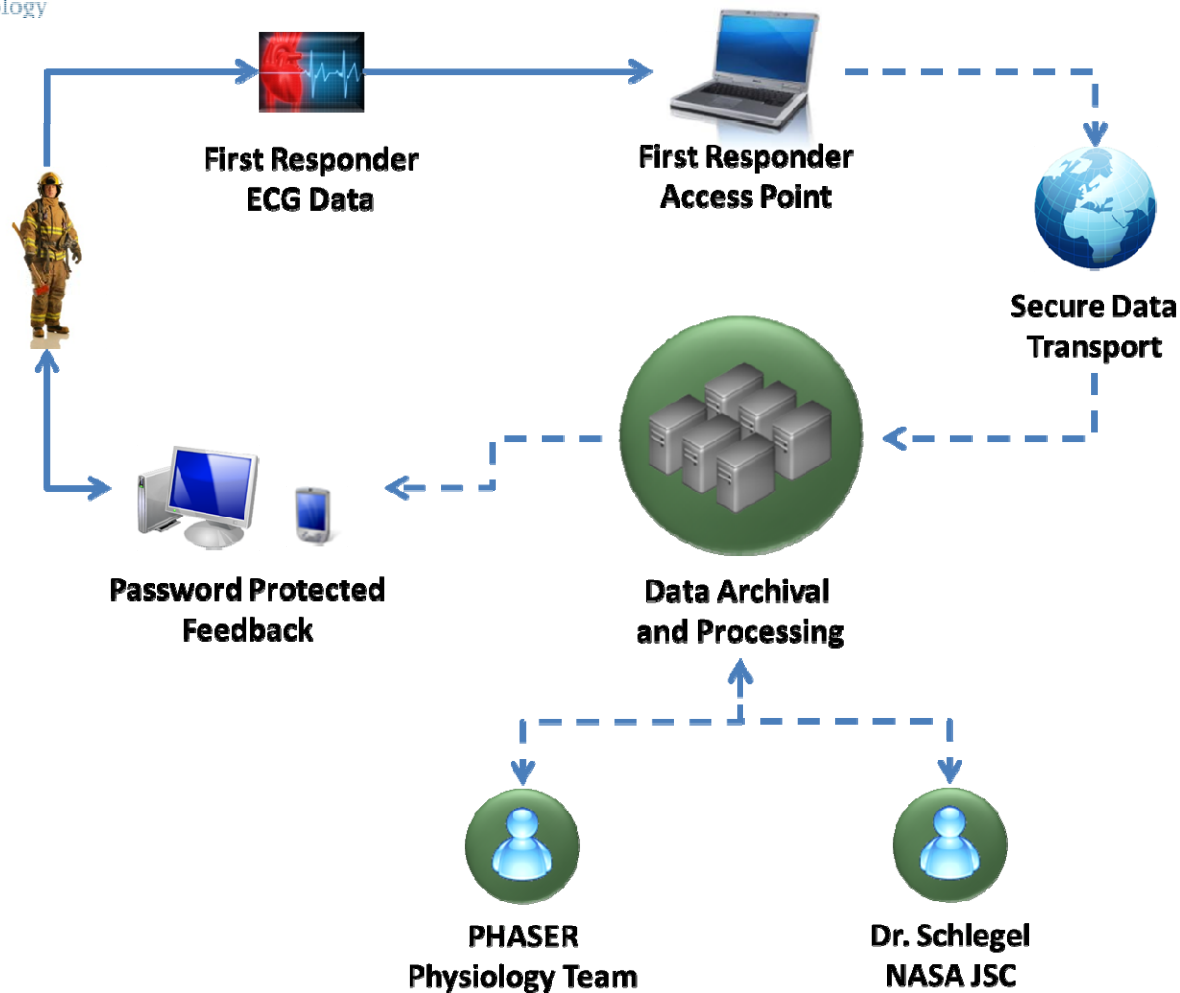 ology
First Responder
ECG Data
First Responder
Access Point
Secure Data
Transport
Password Protected
Feedback
Data Archival
and Processing
PHASER
Physiology Team
Dr. Schlegel
NASA JSC